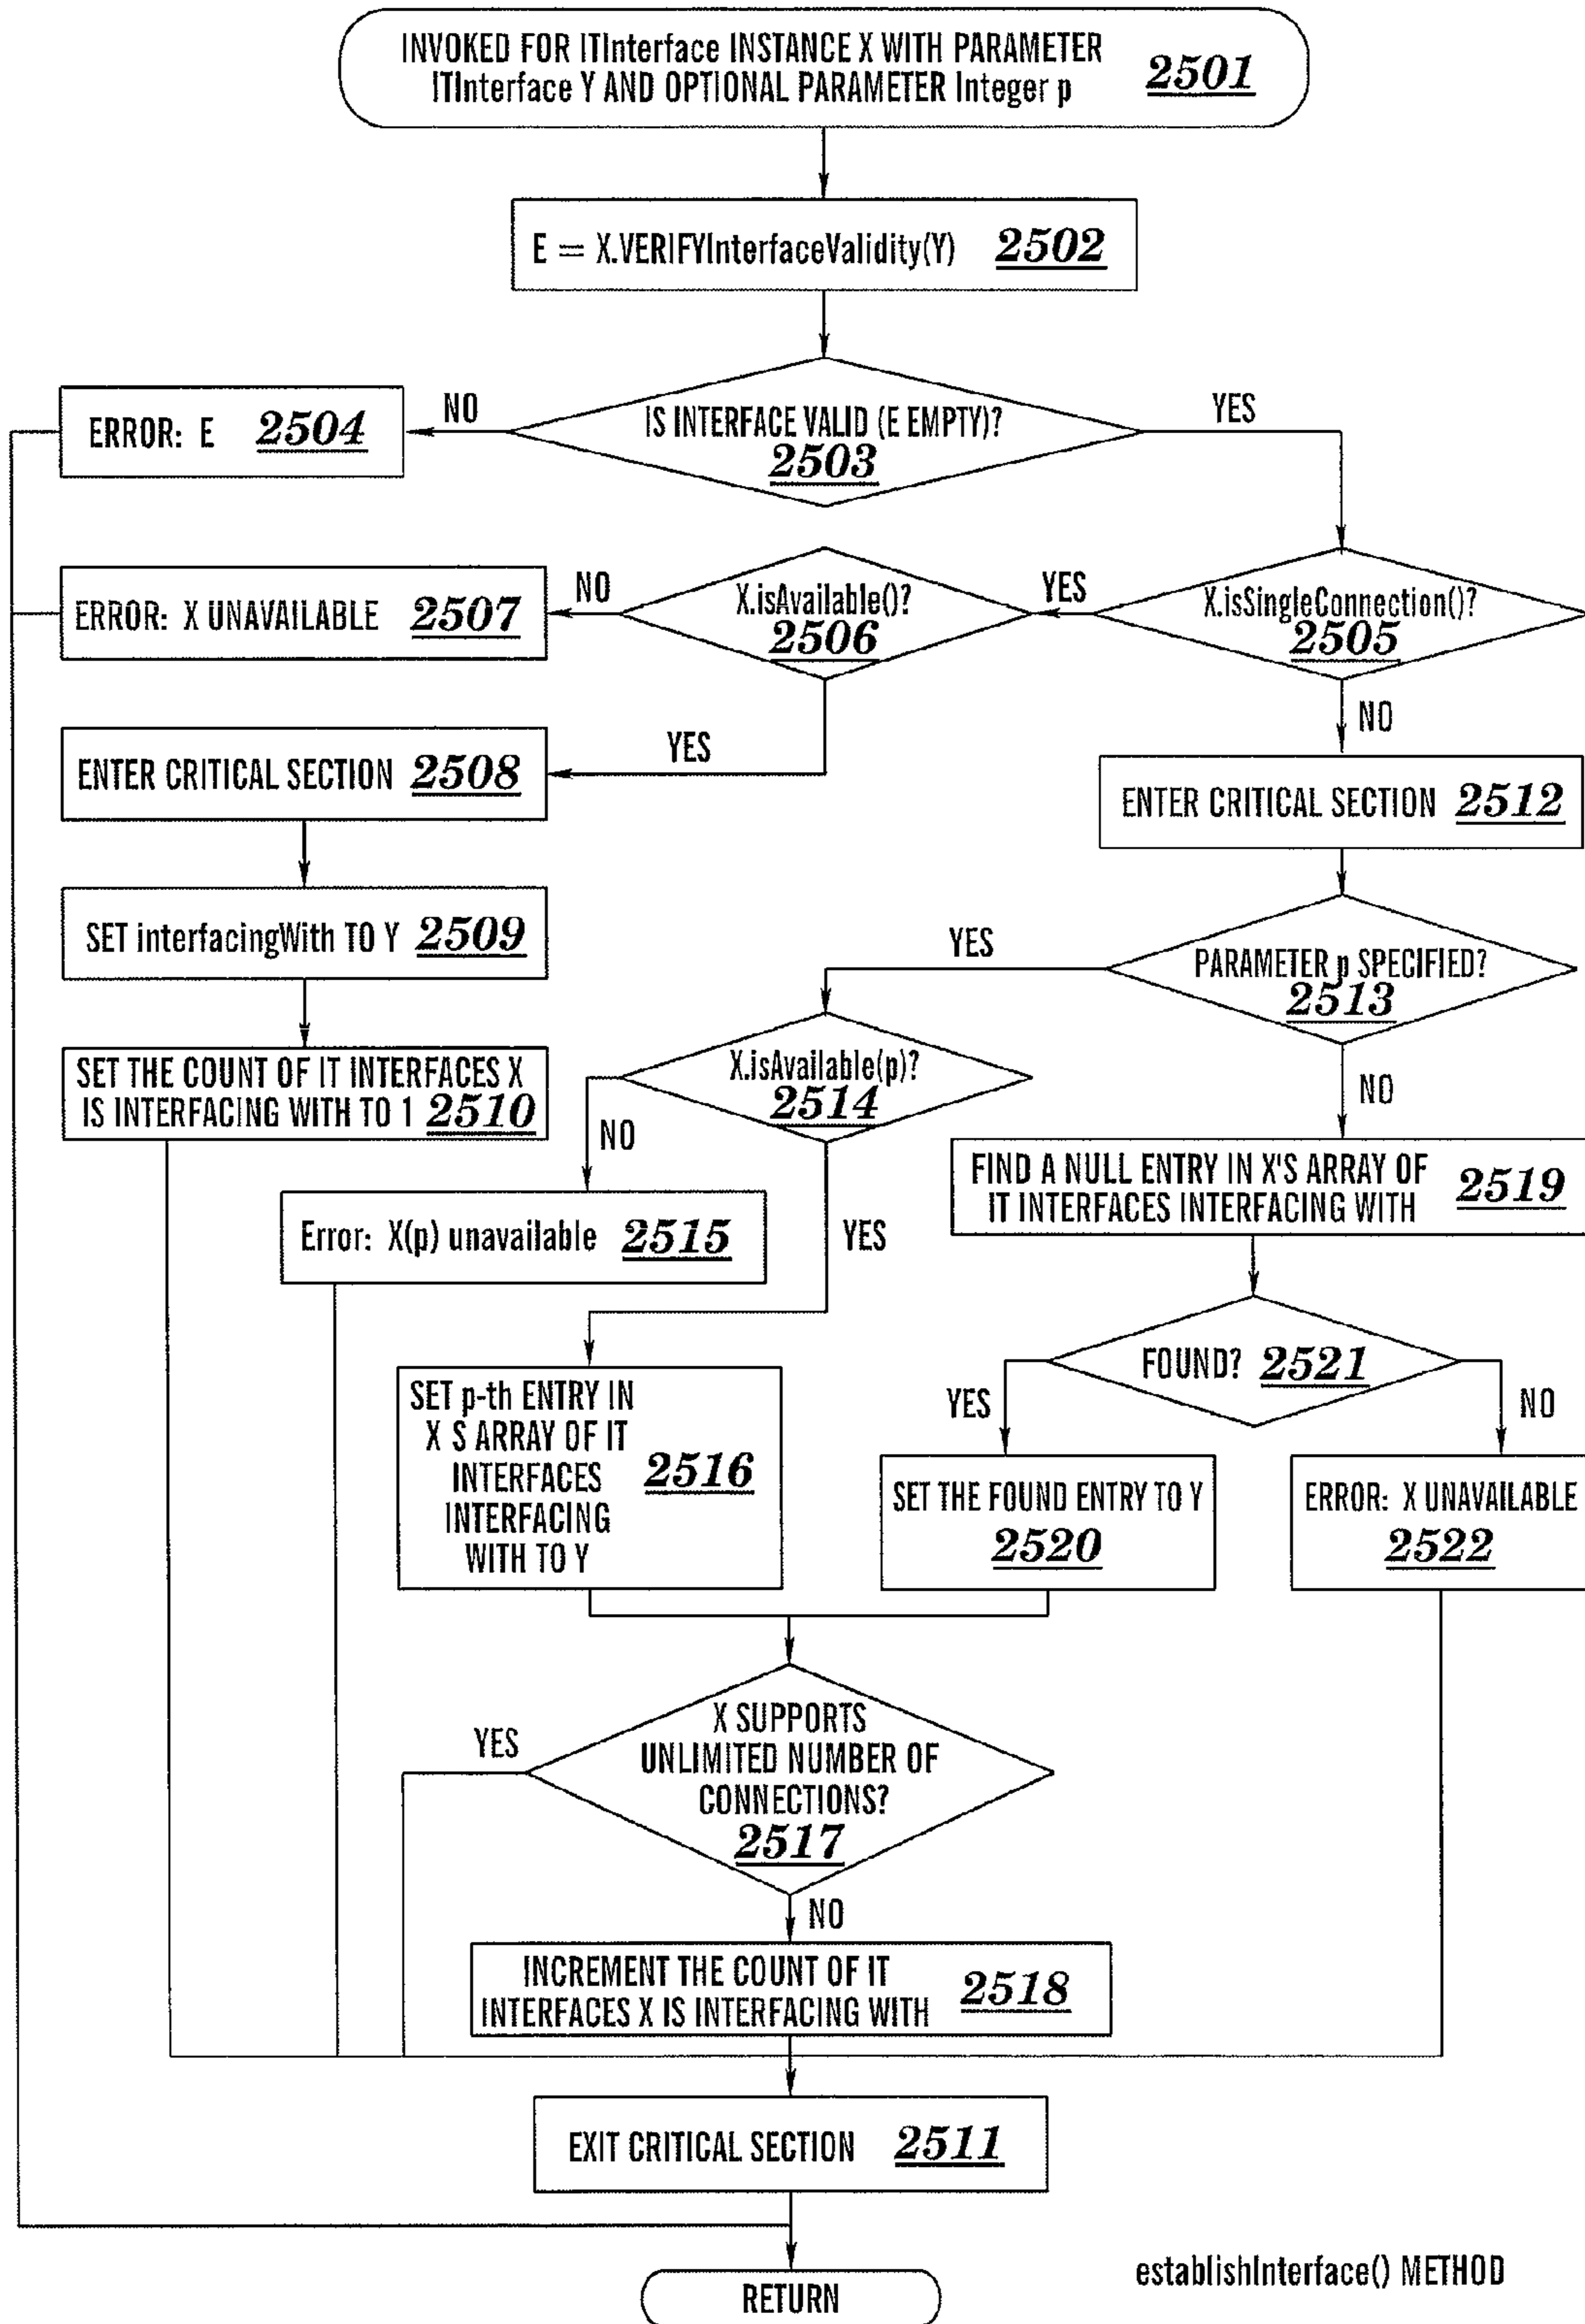 INVOKED FOR ITInterface INSTANCE X WITH PARAMETER
ITInterface Y AND OPTIONAL PARAMETER Integer p 2501
E = X.VERIFYInterfaceValidity(Y) 2502
IS INTERFACE VALID (E EMPTY)?
2503
NO
YES
ERROR: E 2504
X.isSingleConnection()?
2505
YES
NO
X.isAvailable()?
2506
NO
YES
ERROR: X UNAVAILABLE 2507
ENTER CRITICAL SECTION 2508
SET interfacingWith TO Y 2509
SET THE COUNT OF IT INTERFACES X
IS INTERFACING WITH TO 1 2510
ENTER CRITICAL SECTION 2512
PARAMETER p SPECIFIED?
2513
YES
NO
X.isAvailable(p)?
2514
NO
YES
Error: X(p) unavailable 2515
SET p-th ENTRY IN
X S ARRAY OF IT
INTERFACES
INTERFACING
WITH TO Y
2516
FIND A NULL ENTRY IN X'S ARRAY OF
IT INTERFACES INTERFACING WITH
2519
FOUND? 2521
YES
NO
SET THE FOUND ENTRY TO Y
2520
ERROR: X UNAVAILABLE
2522
X SUPPORTS
UNLIMITED NUMBER OF
CONNECTIONS?
2517
YES
NO
INCREMENT THE COUNT OF IT
INTERFACES X IS INTERFACING WITH 2518
EXIT CRITICAL SECTION 2511
RETURN
establishInterface() METHOD